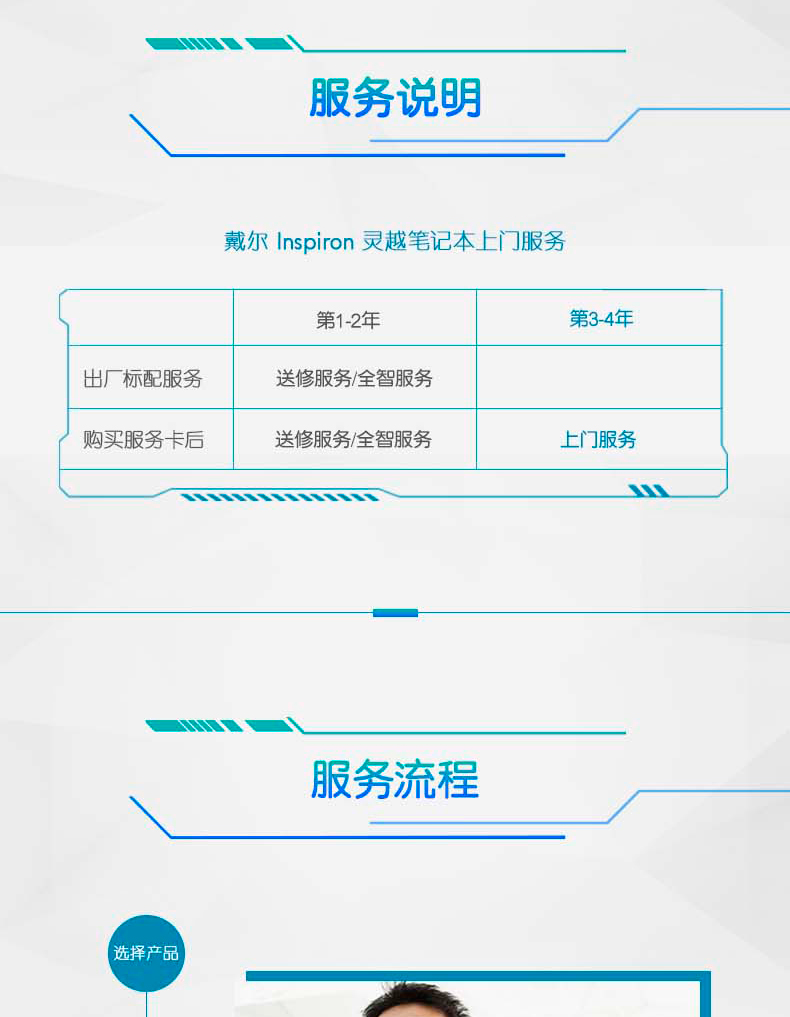 服务说明
戴尔 Inspiron 灵越笔记本上门服务
第1-2年 第3-4年
出厂标配服务 送修服务/全智服务
购买服务卡后 送修服务/全智服务 上门服务
服务流程
选择产品